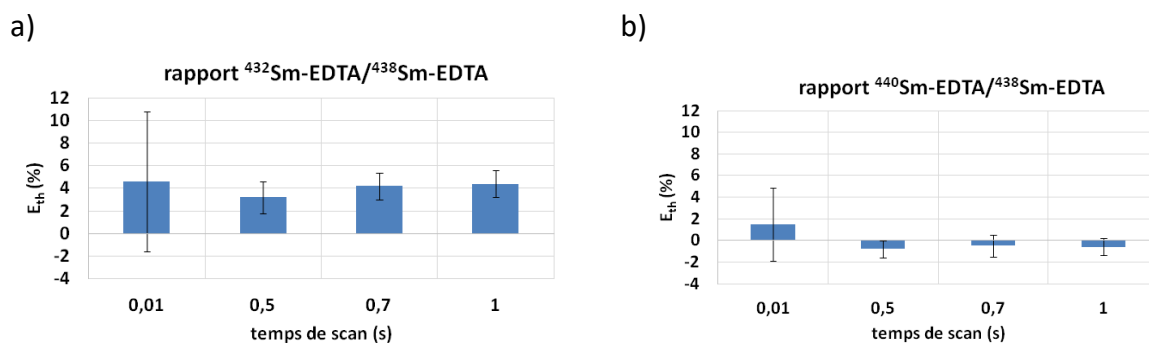 a)
rapport ⁴³²Sm-EDTA/⁴³⁸Sm-EDTA
12
10
8
6
4
2
0
-2
-4
E_th (%)
0,01 0,5 0,7 1
temps de scan (s)
b)
rapport ⁴⁴⁰Sm-EDTA/⁴³⁸Sm-EDTA
12
10
8
6
4
2
0
-2
-4
E_th (%)
0,01 0,5 0,7 1
temps de scan (s)